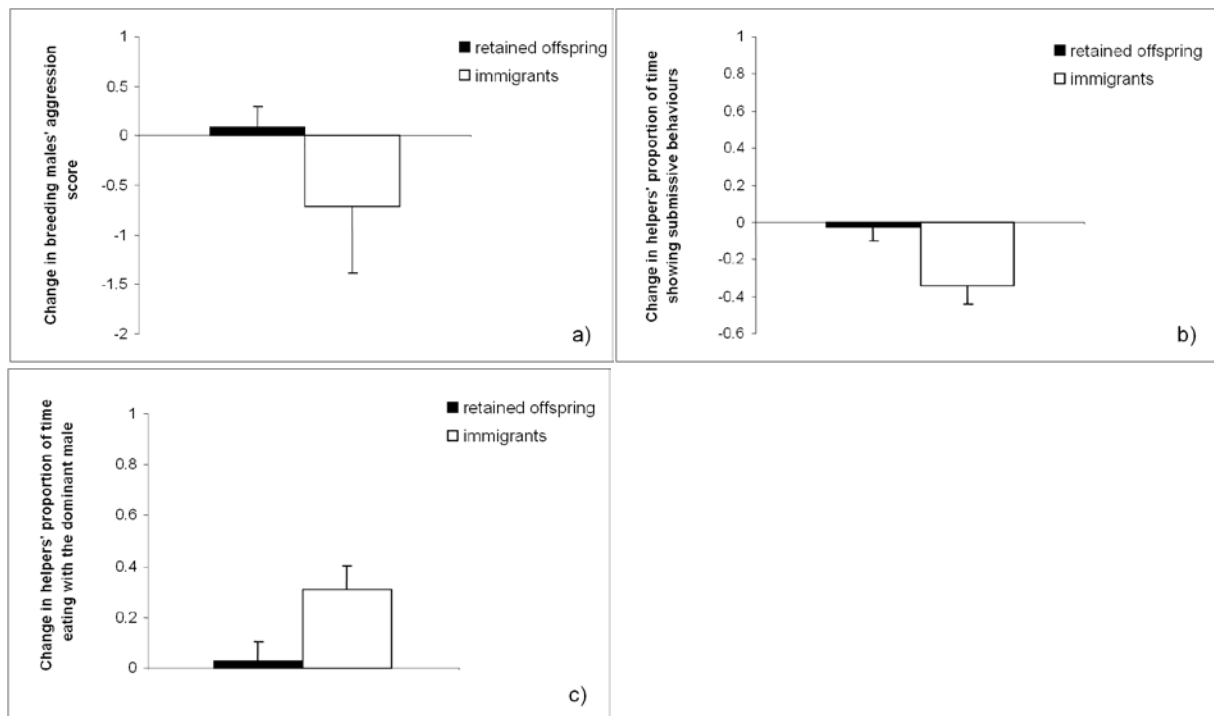 Change in breeding males' aggression
score
1
0.5
0
-0.5
-1
-1.5
-2
retained offspring
immigrants
a)
Change in helpers' proportion of time
showing submissive behaviours
1
0.8
0.6
0.4
0.2
0
-0.2
-0.4
-0.6
retained offspring
immigrants
b)
Change in helpers' proportion of time
eating with the dominant male
1
0.8
0.6
0.4
0.2
0
retained offspring
immigrants
c)